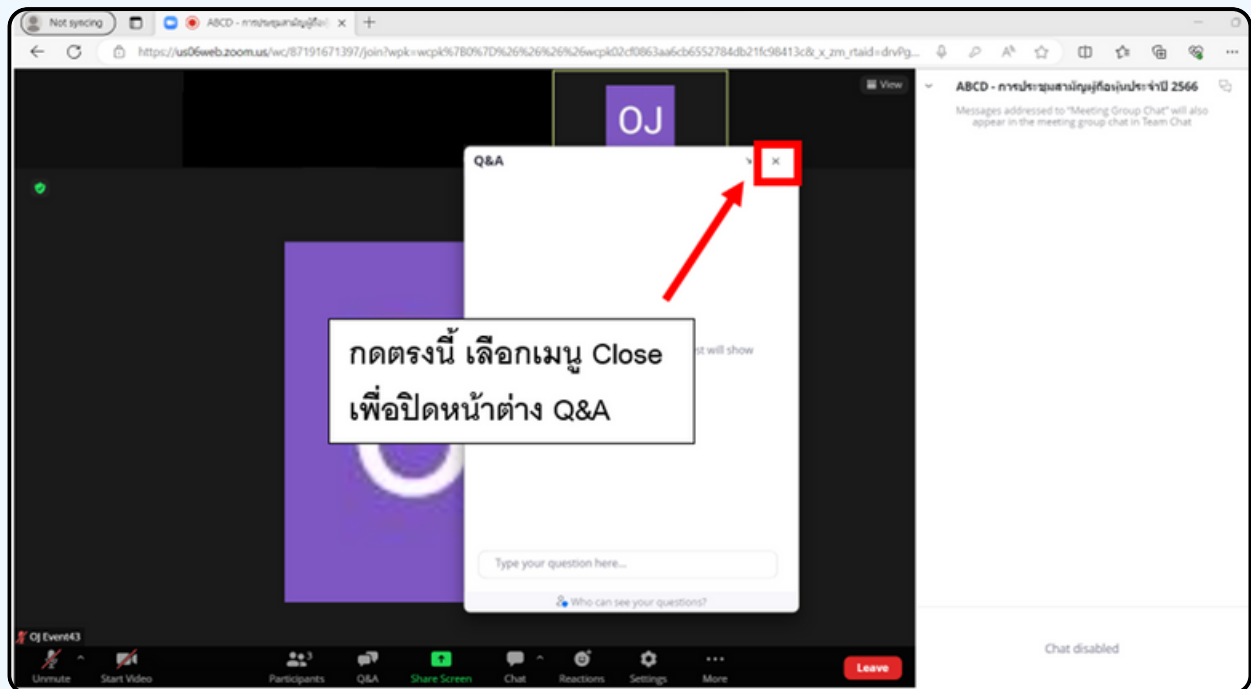 Not syncing
ABCD - การประชุมสามัญผู้ถือ
https://us06web.zoom.us/wc/87191671397/join?wpk=wcpk%7B0%7D%26%26%26%26wcpk02cf0863aa6cb6552784db21fc98413c&_x_zm_rtaid=drvPg...
View
ABCD - การประชุมสามัญผู้ถือหุ้นประจำปี 2566
Messages addressed to "Meeting Group Chat" will also
appear in the meeting group chat in Team Chat
OJ
Q&A
กดตรงนี้ เลือกเมนู Close
เพื่อปิดหน้าต่าง Q&A
will show
Type your question here...
Who can see your questions?
Chat disabled
OJ Event43
Unmute
Start Video
Participants
3
Q&A
Share Screen
Chat
Reactions
Settings
More
Leave